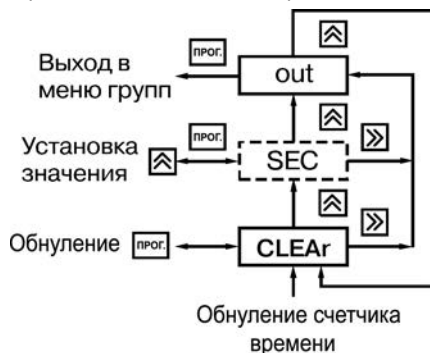 ПРОГ.
out
Выход в
меню групп
Установка
значения
ПРОГ.
SEC
Обнуление
ПРОГ.
CLEAr
Обнуление счетчика
времени